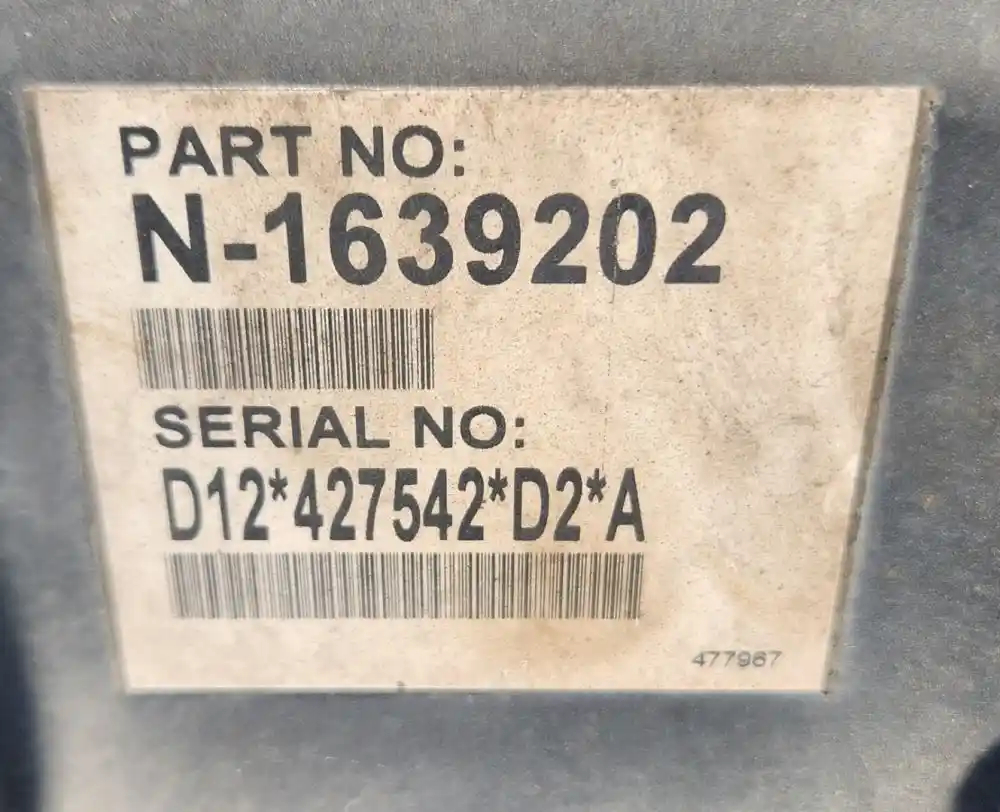 PART NO:
N-1639202
SERIAL NO:
D12*427542*D2*A
477967